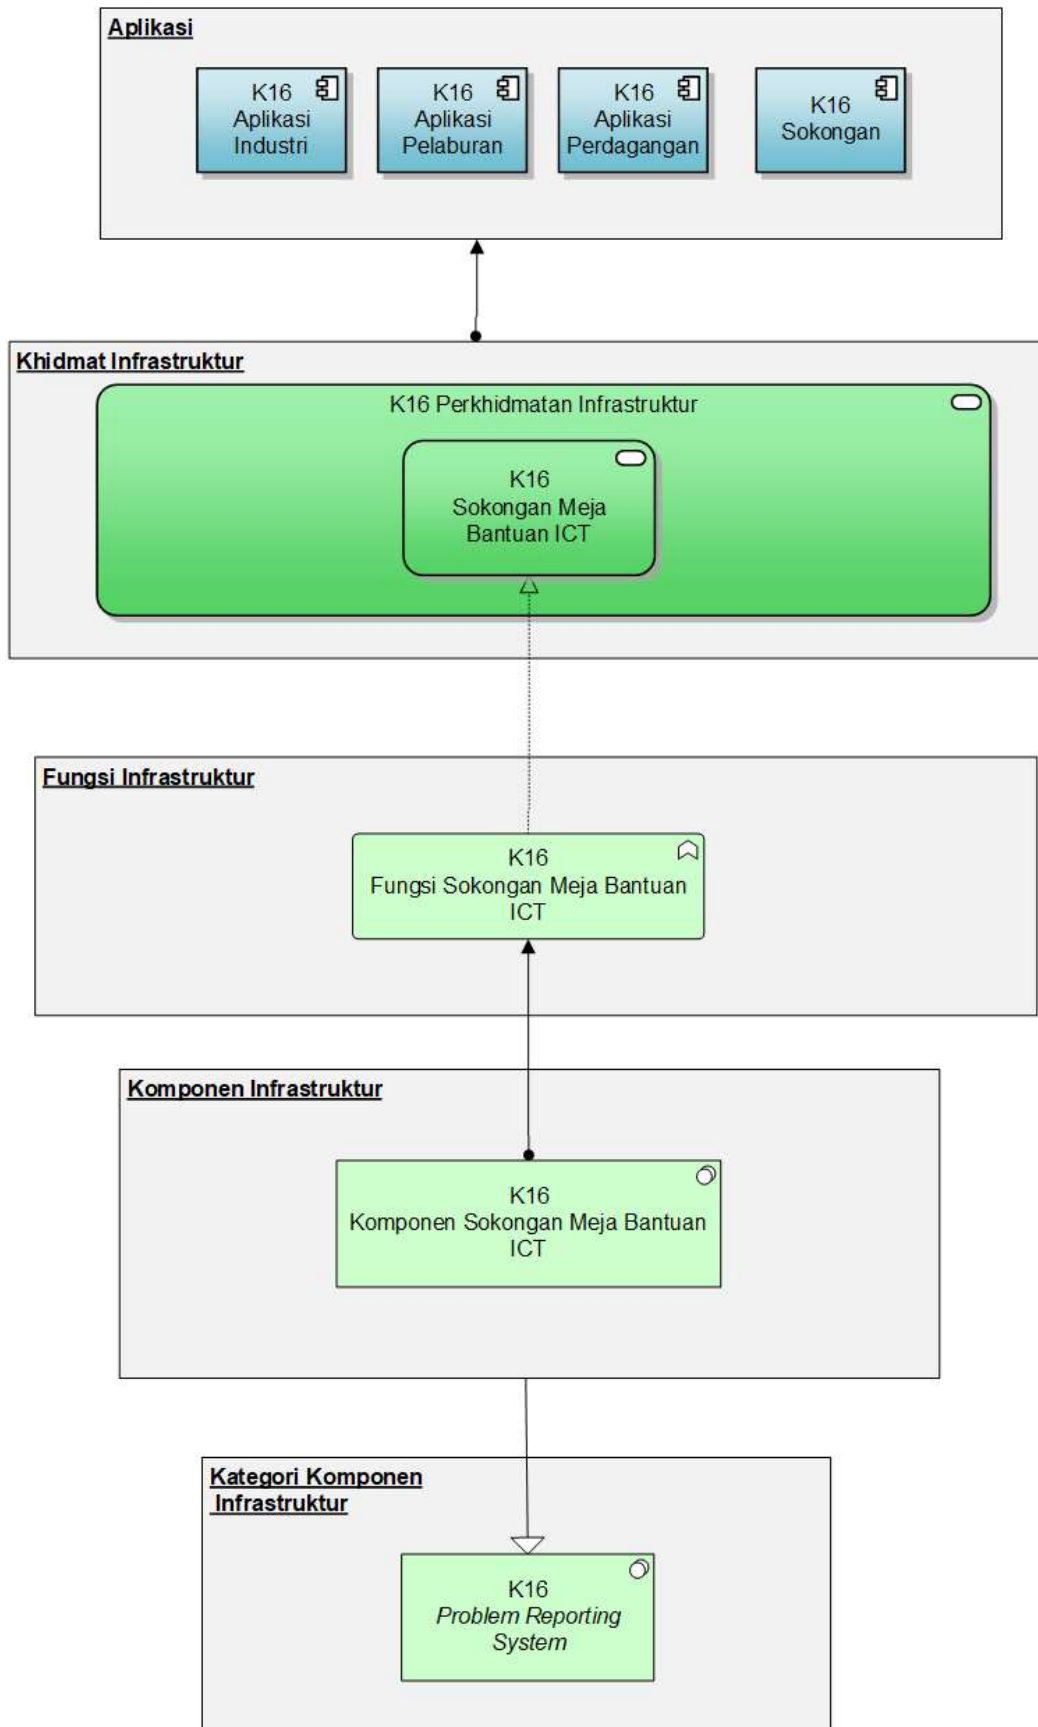 Aplikasi
K16
Aplikasi
Industri
K16
Aplikasi
Pelaburan
K16
Aplikasi
Perdagangan
K16
Sokongan
Khidmat Infrastruktur
K16 Perkhidmatan Infrastruktur
K16
Sokongan Meja
Bantuan ICT
Fungsi Infrastruktur
K16
Fungsi Sokongan Meja Bantuan
ICT
Komponen Infrastruktur
K16
Komponen Sokongan Meja Bantuan
ICT
Kategori Komponen
Infrastruktur
K16
Problem Reporting
System